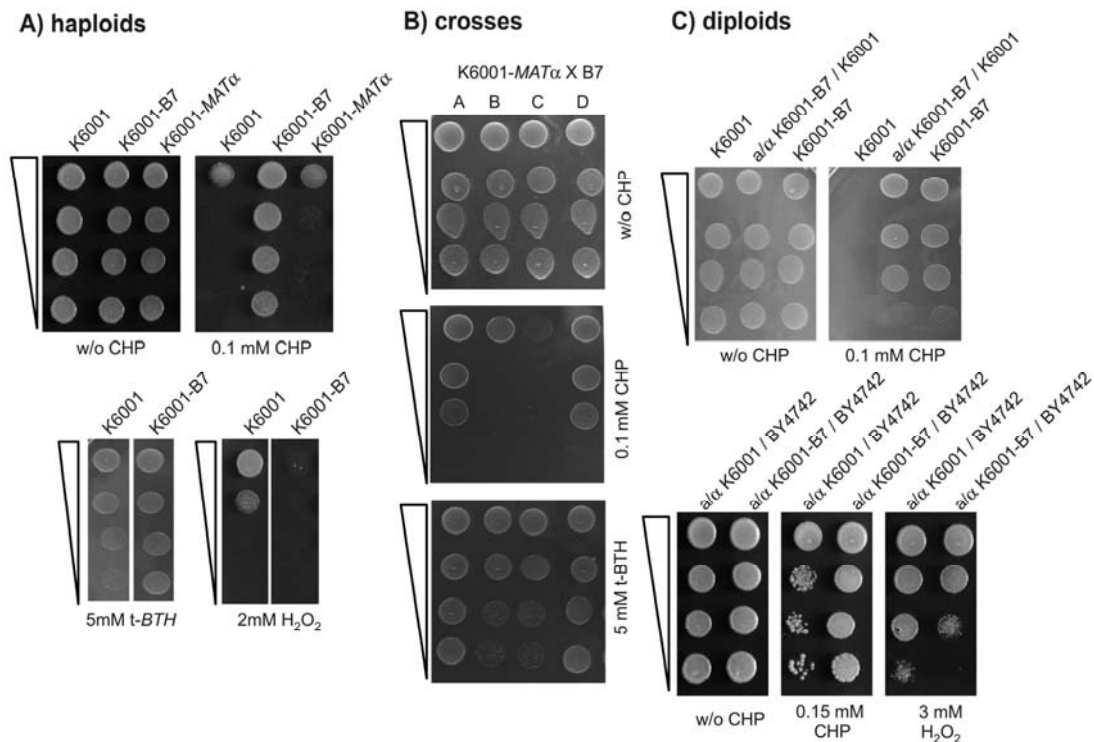 A) haploids
K6001
K6001-B7
K6001-MATα
K6001
K6001-B7
K6001-MATα
w/o CHP
0.1 mM CHP
K6001
K6001-B7
K6001
K6001-B7
5mM t-BTH
2mM H₂O₂
B) crosses
K6001-MATα X B7
A B C D
w/o CHP
0.1 mM CHP
5 mM t-BTH
C) diploids
K6001
a/α K6001-B7 / K6001
K6001-B7
K6001
a/α K6001-B7 / K6001
K6001-B7
w/o CHP
0.1 mM CHP
a/α K6001 / BY4742
a/α K6001-B7 / BY4742
a/α K6001 / BY4742
a/α K6001-B7 / BY4742
a/α K6001 / BY4742
a/α K6001-B7 / BY4742
w/o CHP
0.15 mM
CHP
3 mM
H₂O₂